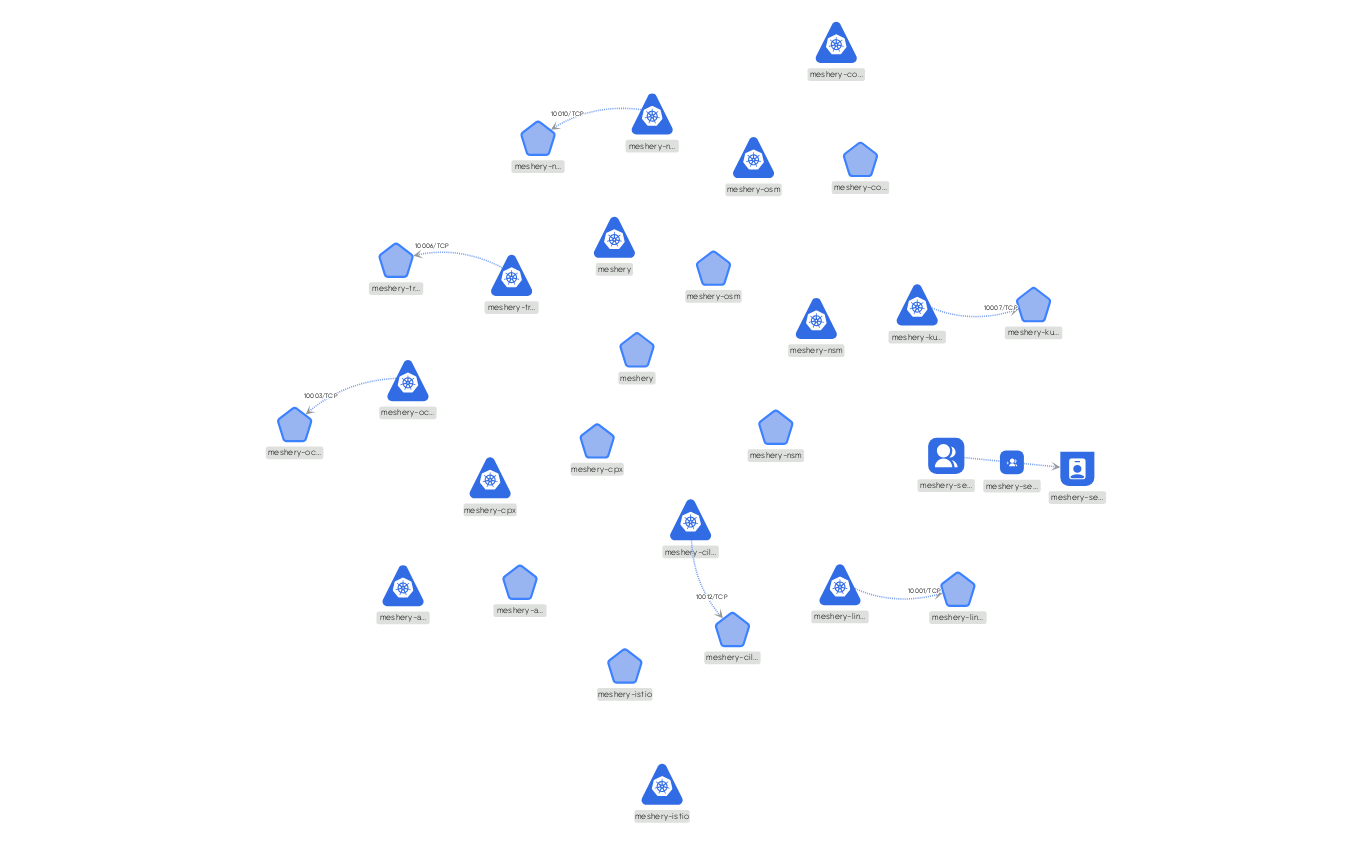 meshery-co...
10010/TCP
meshery-n...
meshery-n...
meshery-osm
meshery-co...
10006/TCP
meshery
meshery-tr...
meshery-osm
meshery-tr...
10007/TCP
meshery-ku...
meshery-ku...
meshery-nsm
meshery
10003/TCP
meshery-oc...
meshery-oc...
meshery-nsm
meshery-cpx
meshery-se...
meshery-se...
meshery-se...
meshery-cpx
meshery-cil...
10001/TCP
10012/TCP
meshery-a...
meshery-a...
meshery-lin...
meshery-lin...
meshery-cil...
meshery-istio
meshery-istio